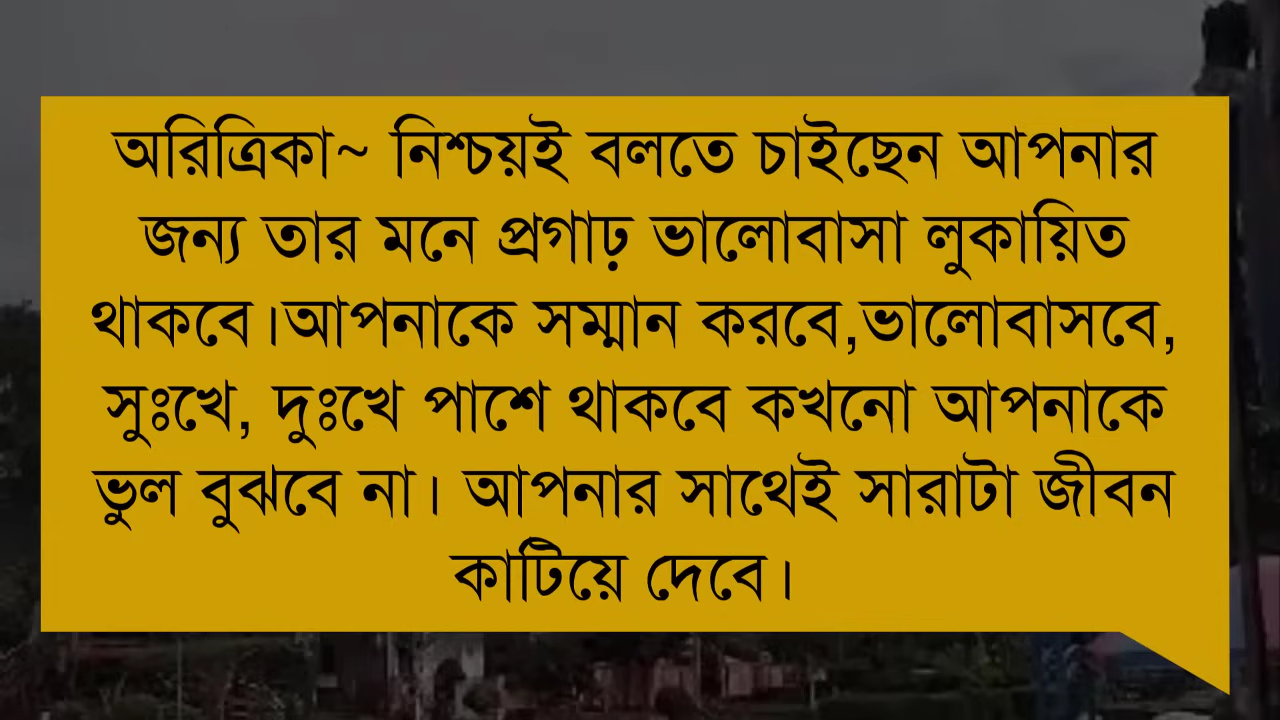 অরিত্রিকা~ নিশ্চয়ই বলতে চাইছেন আপনার
জন্য তার মনে প্রগাঢ় ভালোবাসা লুকায়িত
থাকবে।আপনাকে সম্মান করবে,ভালোবাসবে,
সুঃখে, দুঃখে পাশে থাকবে কখনো আপনাকে
ভুল বুঝবে না। আপনার সাথেই সারাটা জীবন
কাটিয়ে দেবে।